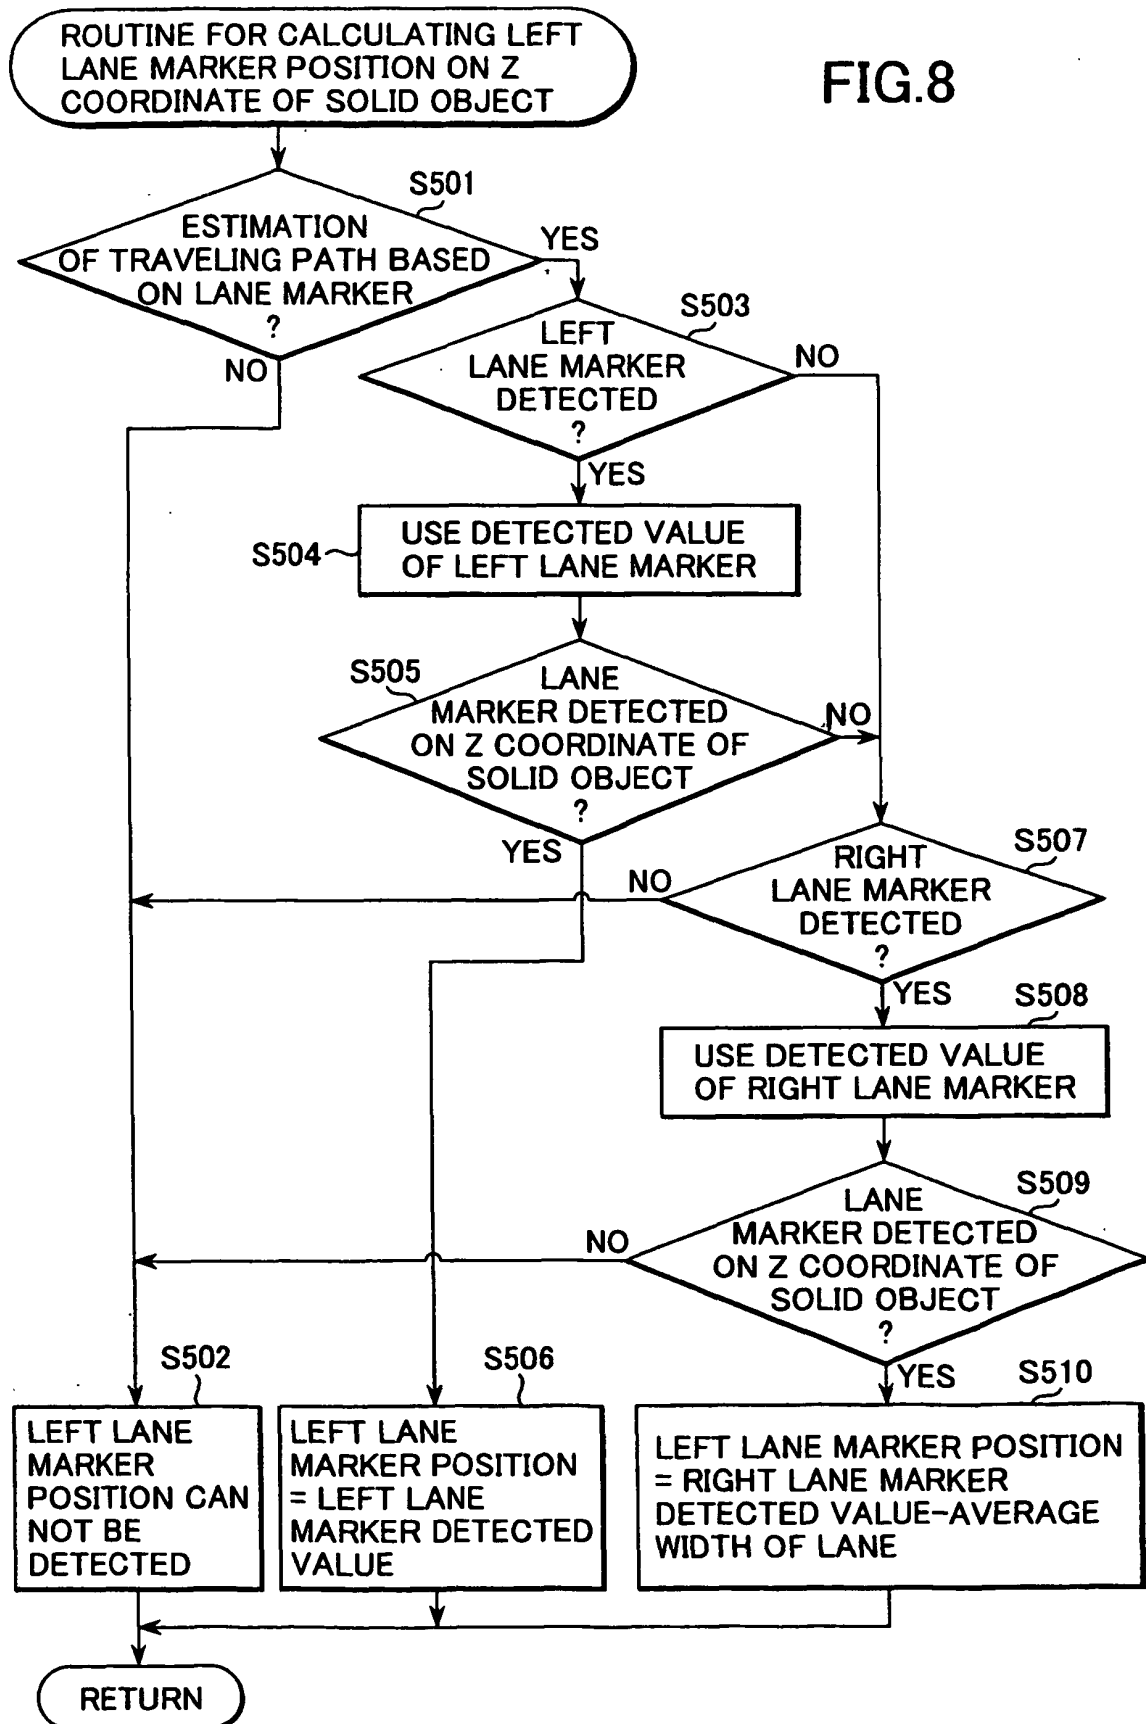 ROUTINE FOR CALCULATING LEFT
LANE MARKER POSITION ON Z
COORDINATE OF SOLID OBJECT
FIG.8
S501
ESTIMATION
OF TRAVELING PATH BASED
ON LANE MARKER
?
YES
NO
S503
LEFT
LANE MARKER
DETECTED
?
NO
YES
S504
USE DETECTED VALUE
OF LEFT LANE MARKER
S505
LANE
MARKER DETECTED
ON Z COORDINATE OF
SOLID OBJECT
?
NO
YES
S507
RIGHT
LANE MARKER
DETECTED
?
NO
YES
S508
USE DETECTED VALUE
OF RIGHT LANE MARKER
S509
LANE
MARKER DETECTED
ON Z COORDINATE OF
SOLID OBJECT
?
NO
YES
S502
LEFT LANE
MARKER
POSITION CAN
NOT BE
DETECTED
S506
LEFT LANE
MARKER POSITION
= LEFT LANE
MARKER DETECTED
VALUE
S510
LEFT LANE MARKER POSITION
= RIGHT LANE MARKER
DETECTED VALUE-AVERAGE
WIDTH OF LANE
RETURN